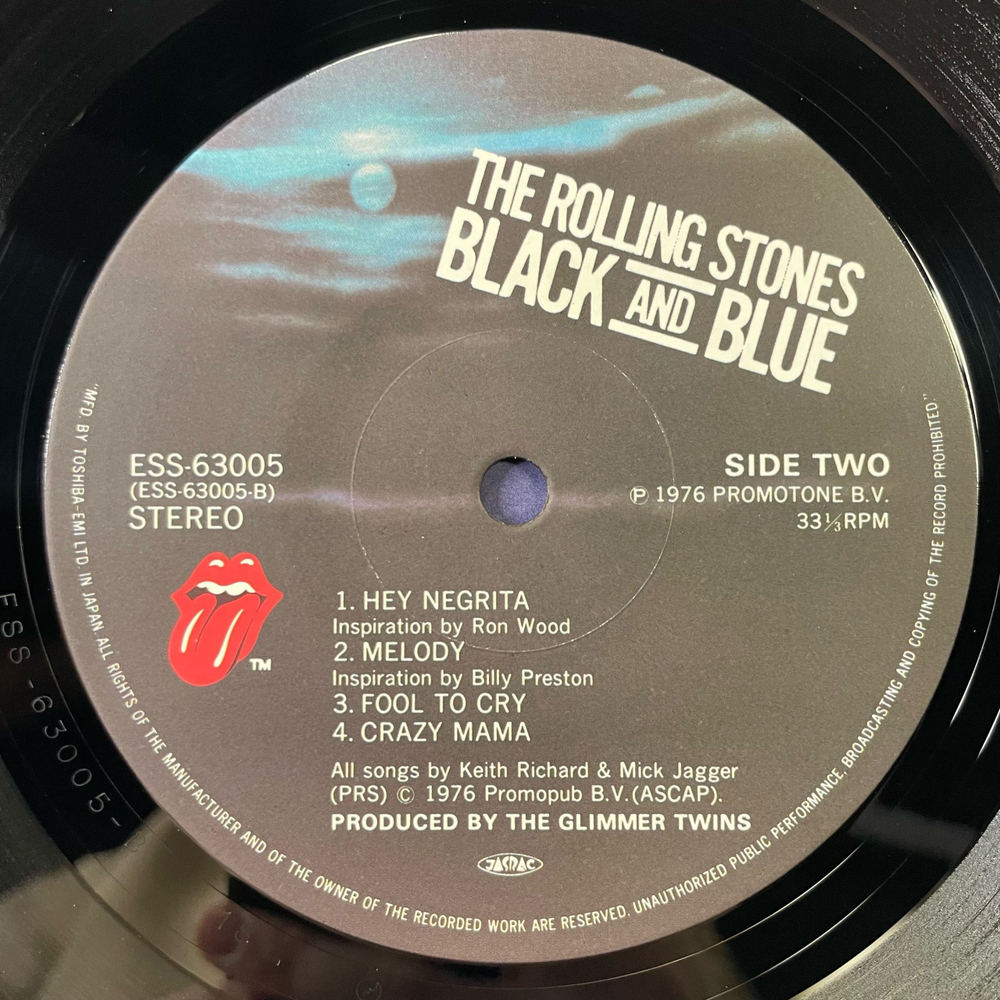 THE ROLLING STONES
BLACK AND BLUE
ESS-63005
(ESS-63005-B)
STEREO
SIDE TWO
Ⓟ 1976 PROMOTONE B.V.
33⅓RPM
TM
1. HEY NEGRITA
Inspiration by Ron Wood
2. MELODY
Inspiration by Billy Preston
3. FOOL TO CRY
4. CRAZY MAMA
All songs by Keith Richard & Mick Jagger
(PRS) © 1976 Promopub B.V.(ASCAP).
PRODUCED BY THE GLIMMER TWINS
JASRAC
"MFD. BY TOSHIBA-EMI LTD. IN JAPAN. ALL RIGHTS OF THE MANUFACTURER AND OF THE OWNER OF THE RECORDED WORK ARE RESERVED. UNAUTHORIZED PUBLIC PERFORMANCE, BROADCASTING AND COPYING OF THE RECORD PROHIBITED."
ESS-63005-